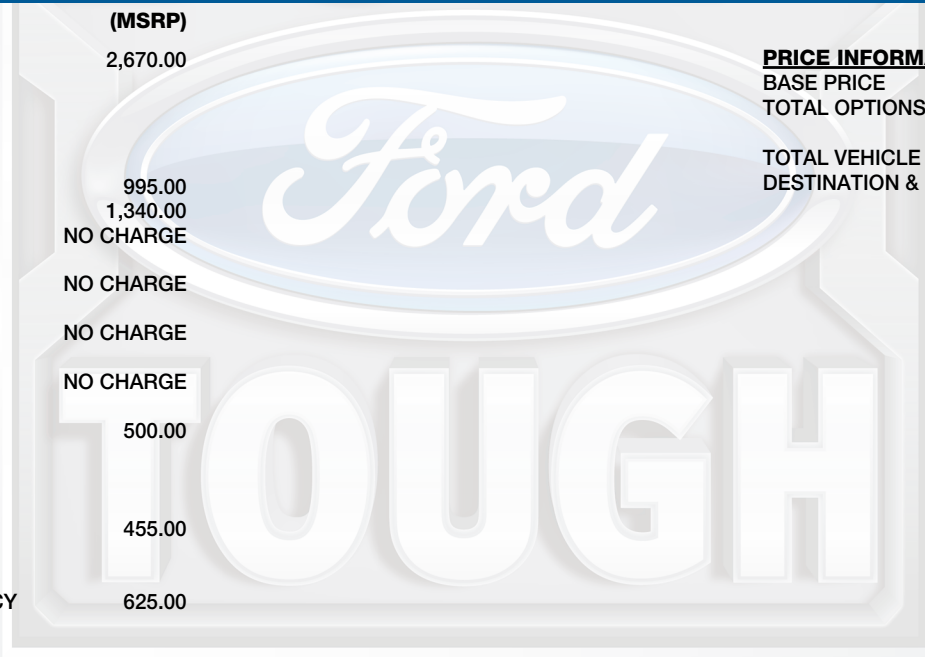 (MSRP)
2,670.00
995.00
1,340.00
NO CHARGE
NO CHARGE
NO CHARGE
NO CHARGE
500.00
455.00
CY 625.00
PRICE INFORMA
BASE PRICE
TOTAL OPTIONS
TOTAL VEHICLE
DESTINATION &
Ford
TOUGH